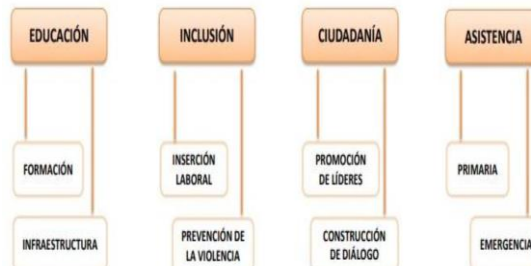 EDUCACIÓN
INCLUSIÓN
CIUDADANÍA
ASISTENCIA
FORMACIÓN
INSERCIÓN
LABORAL
PROMOCIÓN
DE LÍDERES
PRIMARIA
INFRAESTRUCTURA
PREVENCIÓN DE
LA VIOLENCIA
CONSTRUCCIÓN
DE DIÁLOGO
EMERGENCIA